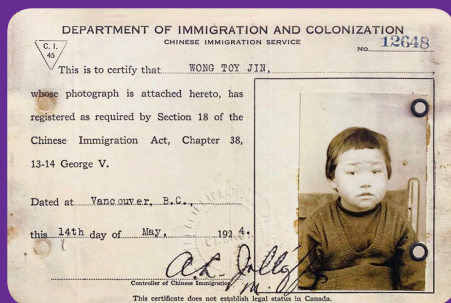 DEPARTMENT OF IMMIGRATION AND COLONIZATION
CHINESE IMMIGRATION SERVICE
C. I.
45
No. 12648
This is to certify that WONG TOY JIN,
whose photograph is attached hereto, has
registered as required by Section 18 of the
Chinese Immigration Act, Chapter 38,
13-14 George V.
Dated at Vancouver, B.C.,
this 14th day of May, 1924.
Controller of Chinese Immigration.
This certificate does not establish legal status in Canada.